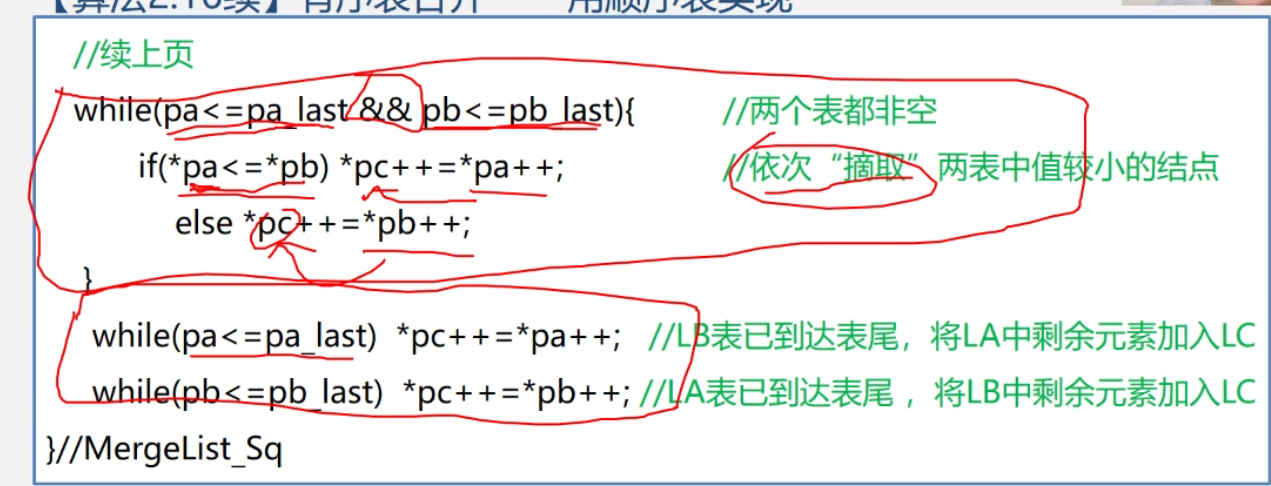 【算法2.16续】有序表合并——用顺序表实现
//续上页
while(pa<=pa_last && pb<=pb_last){ //两个表都非空
if(*pa<=*pb) *pc++=*pa++; //依次“摘取”两表中值较小的结点
else *pc++=*pb++;
}
while(pa<=pa_last) *pc++=*pa++; //LB表已到达表尾，将LA中剩余元素加入LC
while(pb<=pb_last) *pc++=*pb++; //LA表已到达表尾，将LB中剩余元素加入LC
}//MergeList_Sq